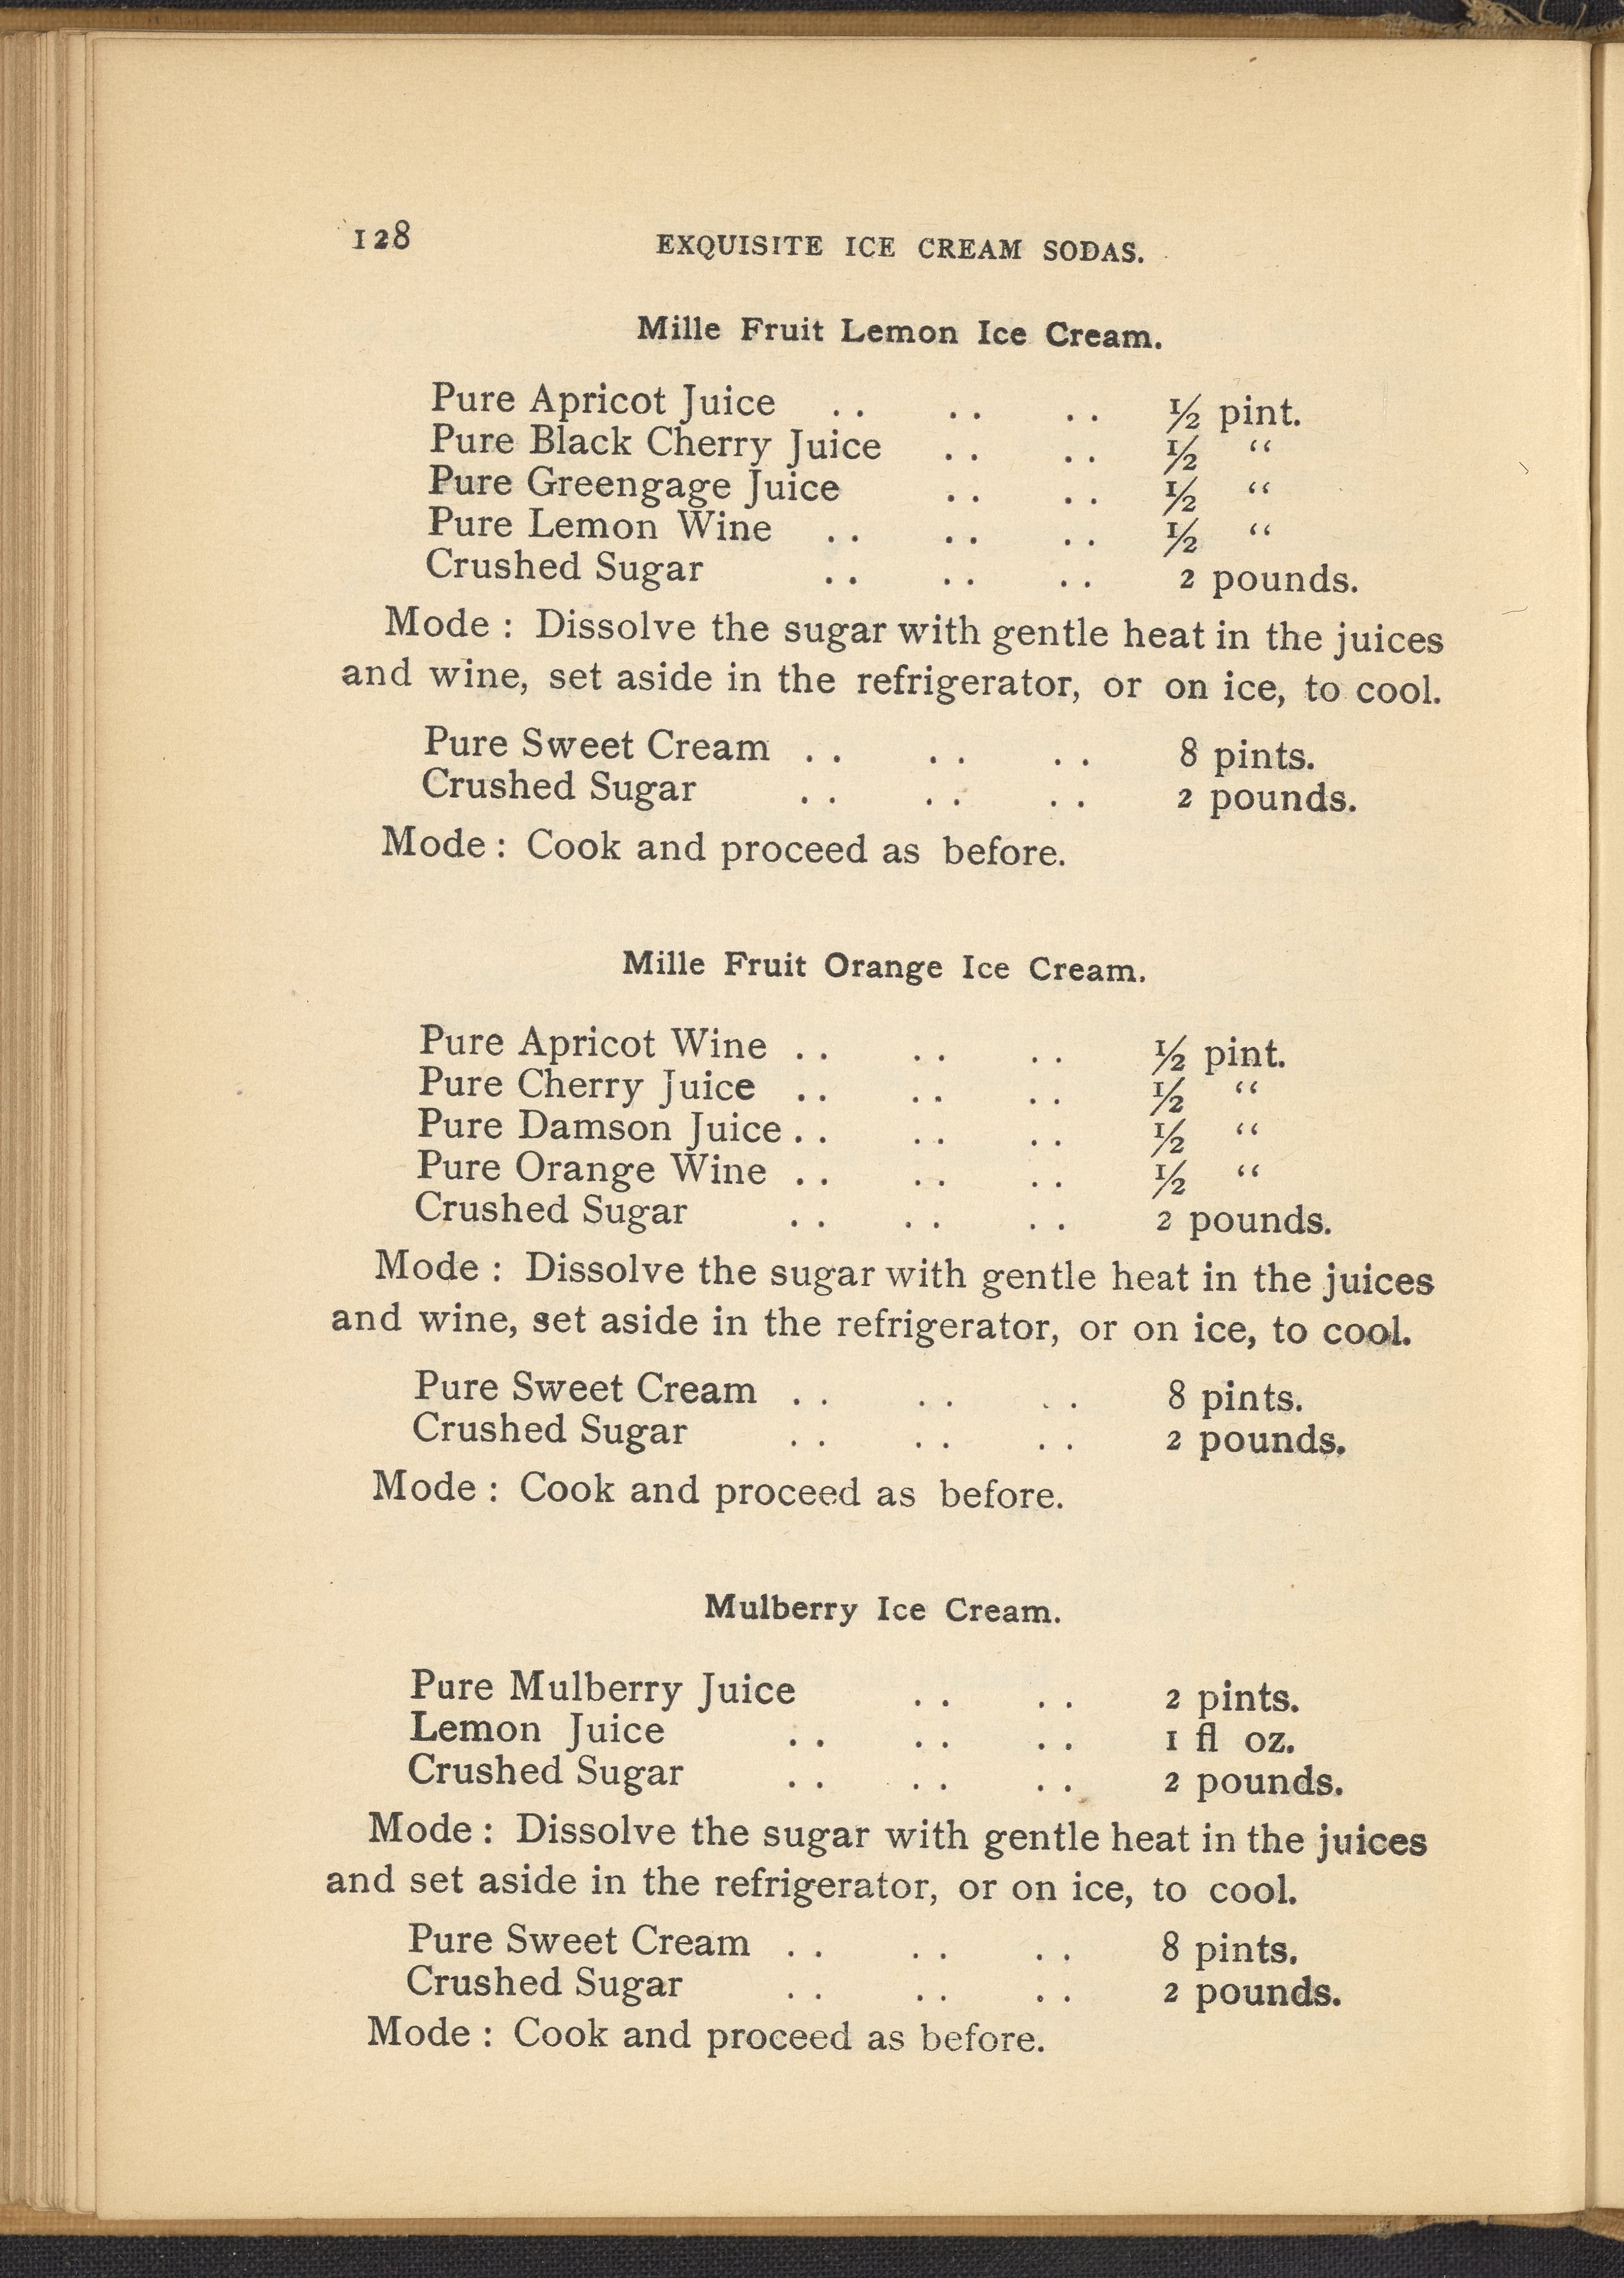 128 EXQUISITE ICE CREAM SODAS.
Mille Fruit Lemon Ice Cream.
Pure Apricot Juice .. .. .. ½ pint.
Pure Black Cherry Juice .. .. ½ “
Pure Greengage Juice .. .. ½ “
Pure Lemon Wine .. .. .. ½ “
Crushed Sugar .. .. .. 2 pounds.
Mode : Dissolve the sugar with gentle heat in the juices
and wine, set aside in the refrigerator, or on ice, to cool.
Pure Sweet Cream .. .. .. 8 pints.
Crushed Sugar .. .. .. 2 pounds.
Mode : Cook and proceed as before.
Mille Fruit Orange Ice Cream.
Pure Apricot Wine .. .. .. ½ pint.
Pure Cherry Juice .. .. .. ½ “
Pure Damson Juice .. .. .. ½ “
Pure Orange Wine .. .. .. ½ “
Crushed Sugar .. .. .. 2 pounds.
Mode : Dissolve the sugar with gentle heat in the juices
and wine, set aside in the refrigerator, or on ice, to cool.
Pure Sweet Cream .. .. .. 8 pints.
Crushed Sugar .. .. .. 2 pounds.
Mode : Cook and proceed as before.
Mulberry Ice Cream.
Pure Mulberry Juice .. .. 2 pints.
Lemon Juice .. .. .. 1 fl oz.
Crushed Sugar .. .. .. 2 pounds.
Mode : Dissolve the sugar with gentle heat in the juices
and set aside in the refrigerator, or on ice, to cool.
Pure Sweet Cream .. .. .. 8 pints.
Crushed Sugar .. .. .. 2 pounds.
Mode : Cook and proceed as before.